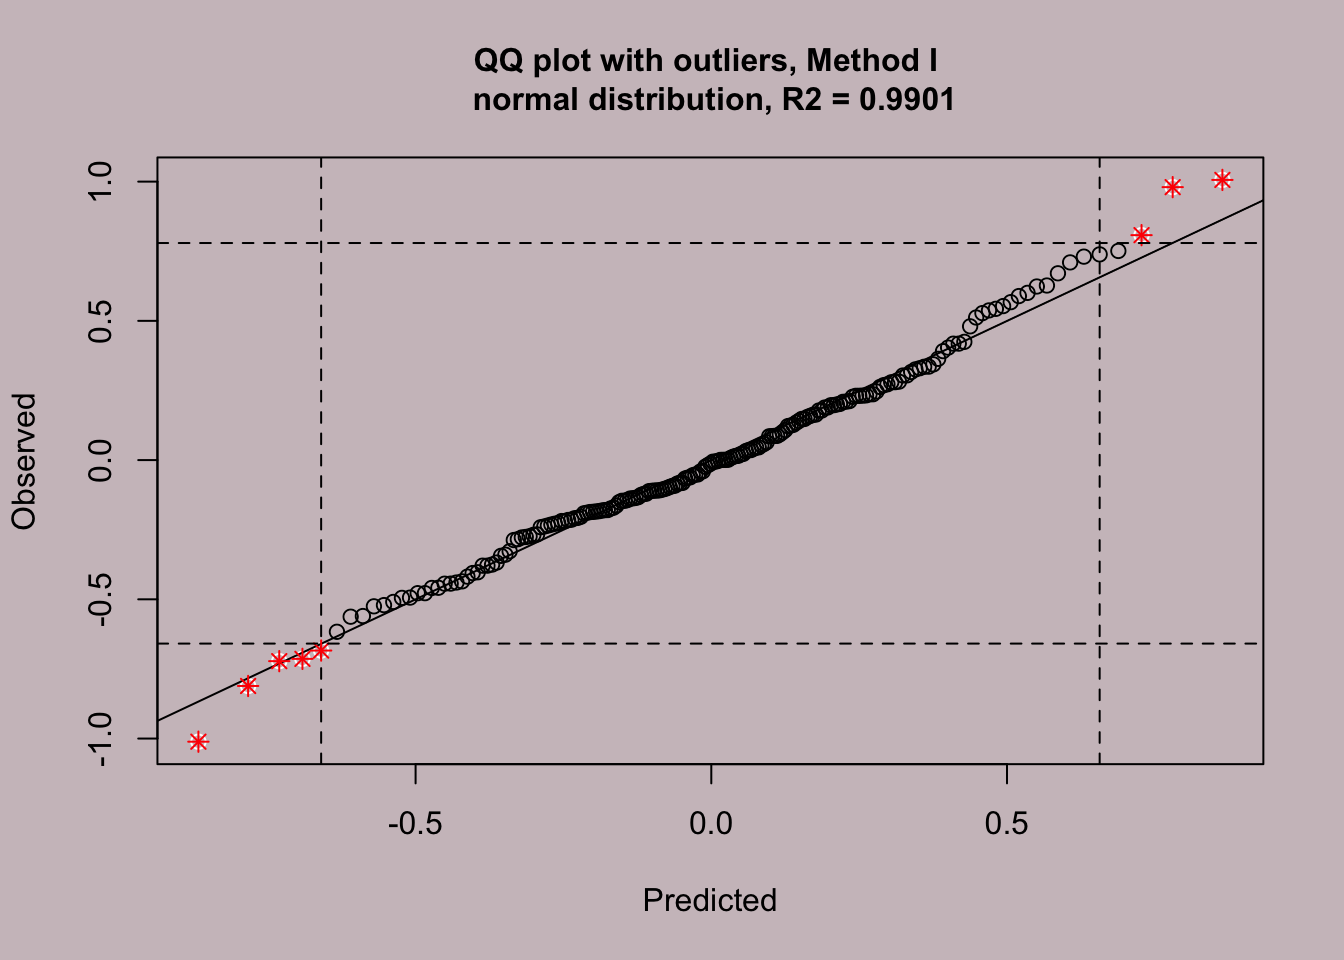 QQ plot with outliers, Method I
normal distribution, R2 = 0.9901
Observed
1.0
0.5
0.0
-0.5
-1.0
-0.5
0.0
0.5
Predicted